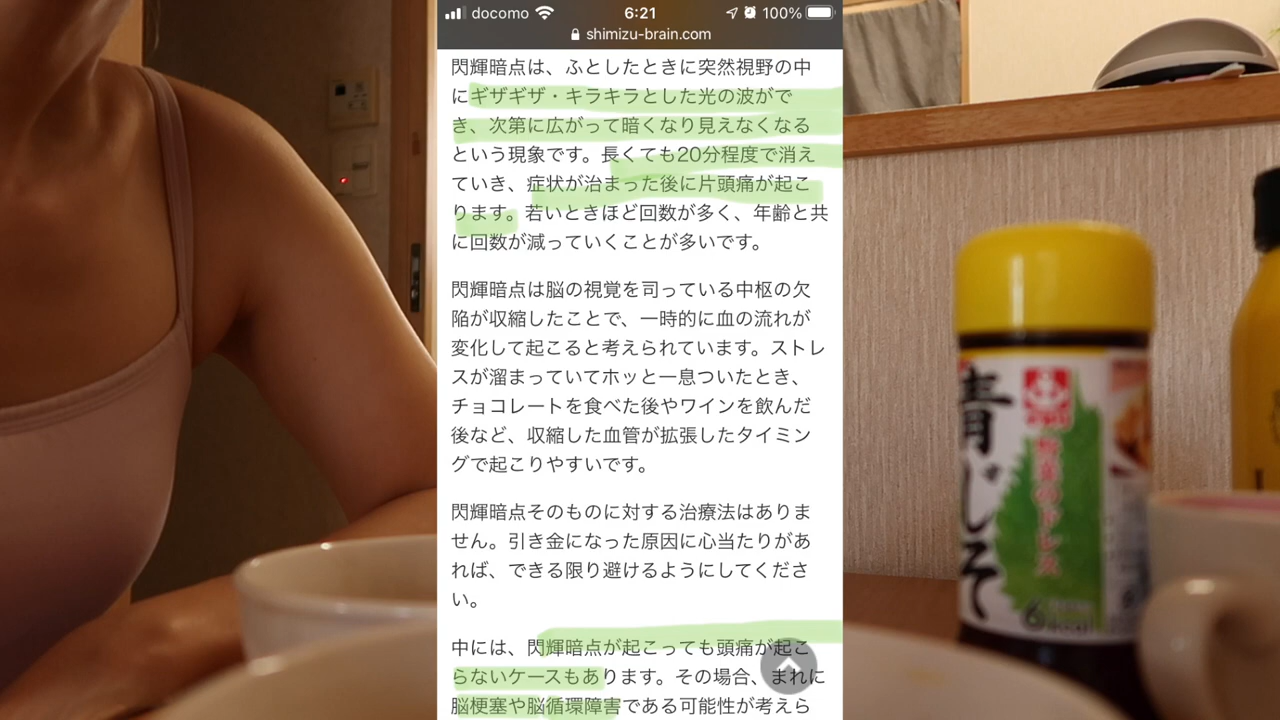 docomo
6:21
100%
shimizu-brain.com
閃輝暗点は、ふとしたときに突然視野の中
にギザギザ・キラキラとした光の波がで
き、次第に広がって暗くなり見えなくなる
という現象です。長くても20分程度で消え
ていき、症状が治まった後に片頭痛が起こ
ります。若いときほど回数が多く、年齢と共
に回数が減っていくことが多いです。
閃輝暗点は脳の視覚を司っている中枢の欠
陥が収縮したことで、一時的に血の流れが
変化して起こると考えられています。ストレ
スが溜まっていてホッと一息ついたとき、
チョコレートを食べた後やワインを飲んだ
後など、収縮した血管が拡張したタイミン
グで起こりやすいです。
閃輝暗点そのものに対する治療法はありま
せん。引き金になった原因に心当たりがあ
れば、できる限り避けるようにしてくださ
い。
中には、閃輝暗点が起こっても頭痛が起こ
らないケースもあります。その場合、まれに
脳梗塞や脳循環障害である可能性が考えら
青じそ